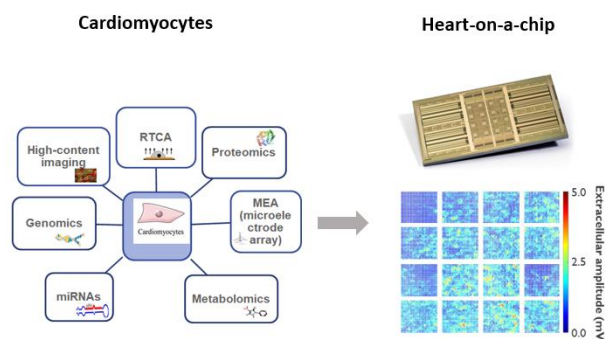 Cardiomyocytes
Heart-on-a-chip
RTCA
High-content
imaging
Proteomics
Genomics
Cardiomyocytes
MEA
(microele
ctrode
array)
miRNAs
Metabolomics
5.0
2.5
0.0
Extracellular amplitude (mV